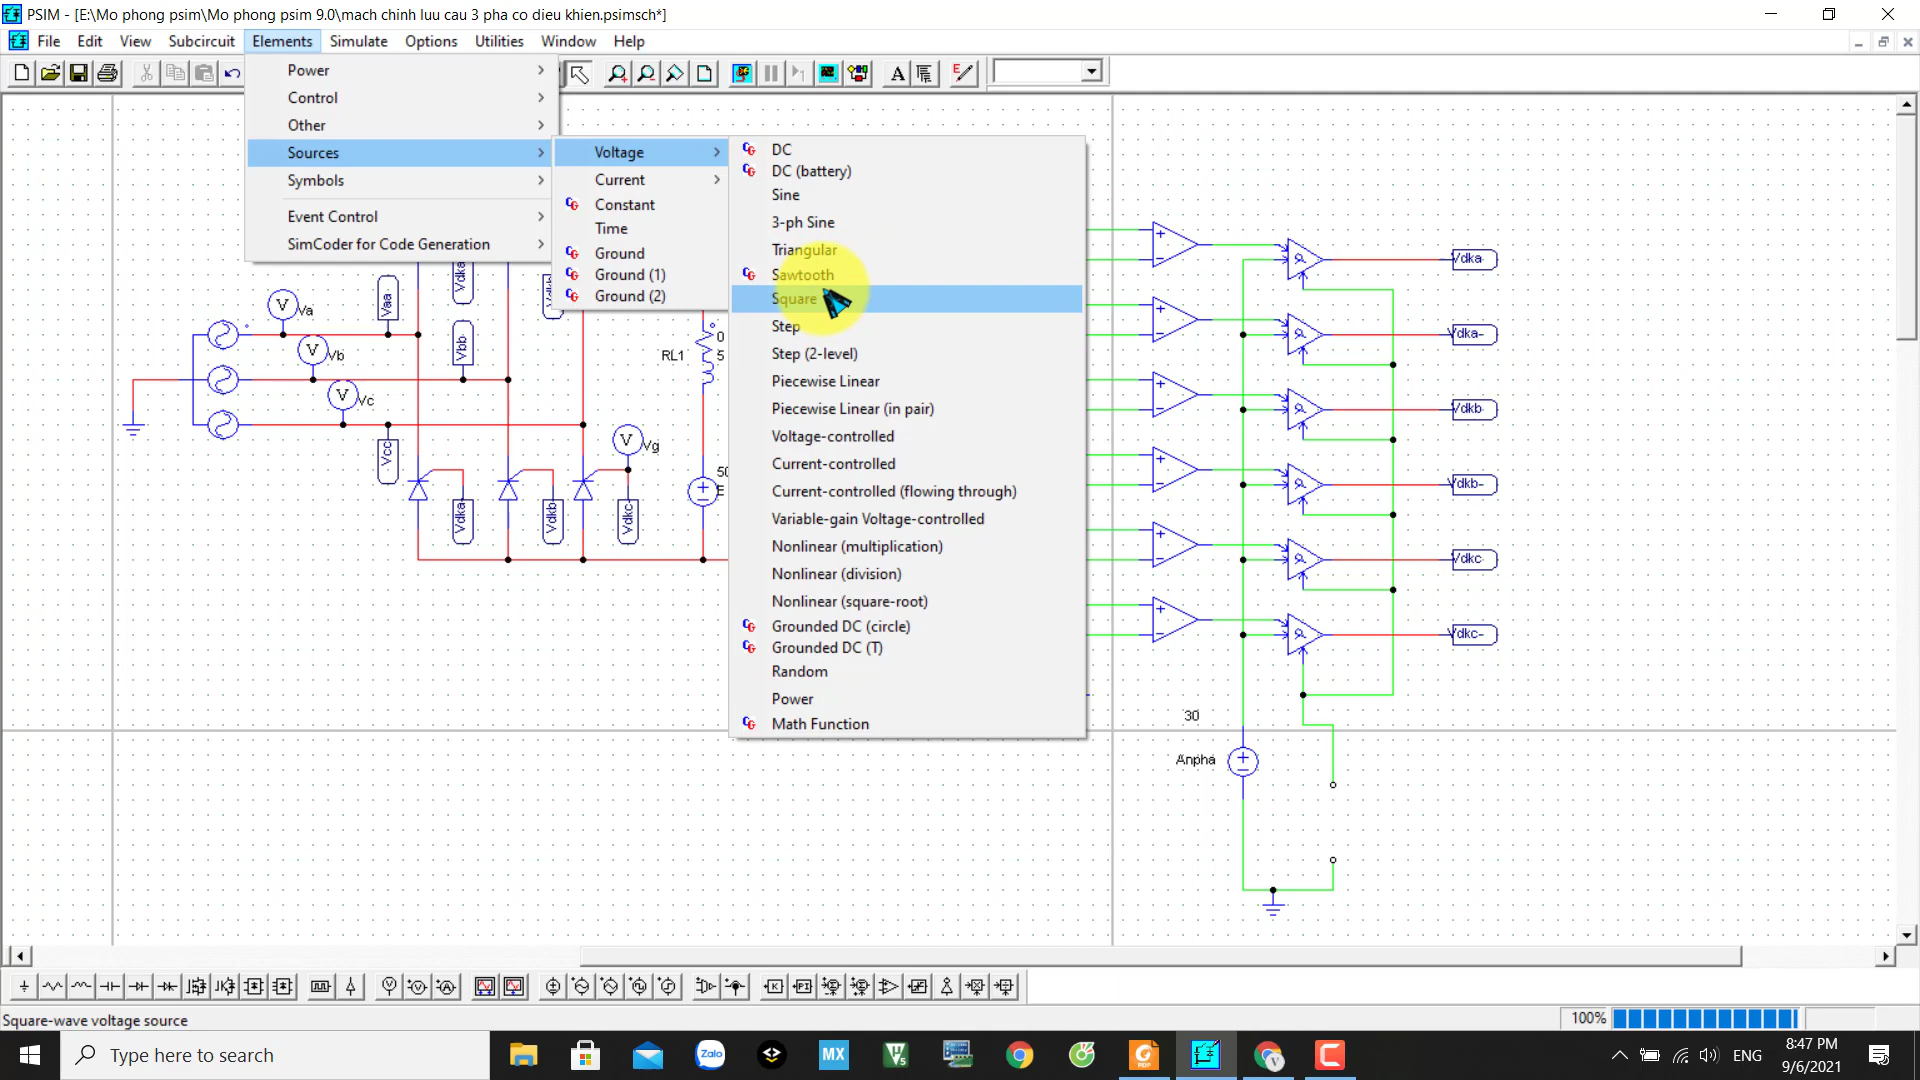 PSIM - [E:\Mo phong psim\Mo phong psim 9.0\mach chinh luu cau 3 pha co dieu khien.psimsch*]
File Edit View Subcircuit Elements Simulate Options Utilities Window Help
Power
Control
Other
Sources
Symbols
Event Control
SimCoder for Code Generation
Voltage
Current
Constant
Time
Ground
Ground (1)
Ground (2)
DC
DC (battery)
Sine
3-ph Sine
Triangular
Sawtooth
Square
Step
Step (2-level)
Piecewise Linear
Piecewise Linear (in pair)
Voltage-controlled
Current-controlled
Current-controlled (flowing through)
Variable-gain Voltage-controlled
Nonlinear (multiplication)
Nonlinear (division)
Nonlinear (square-root)
Grounded DC (circle)
Grounded DC (T)
Random
Power
Math Function
Va
Vb
Vc
Vaa
Vbb
Vcc
Vdka
Vdkb
Vdkc
Vg
RL1
Vdka
Vdka-
Vdkb
Vdkb-
Vdkc
Vdkc-
30
Anpha
Square-wave voltage source
100%
Type here to search
Zalo
MX
ENG
8:47 PM
9/6/2021